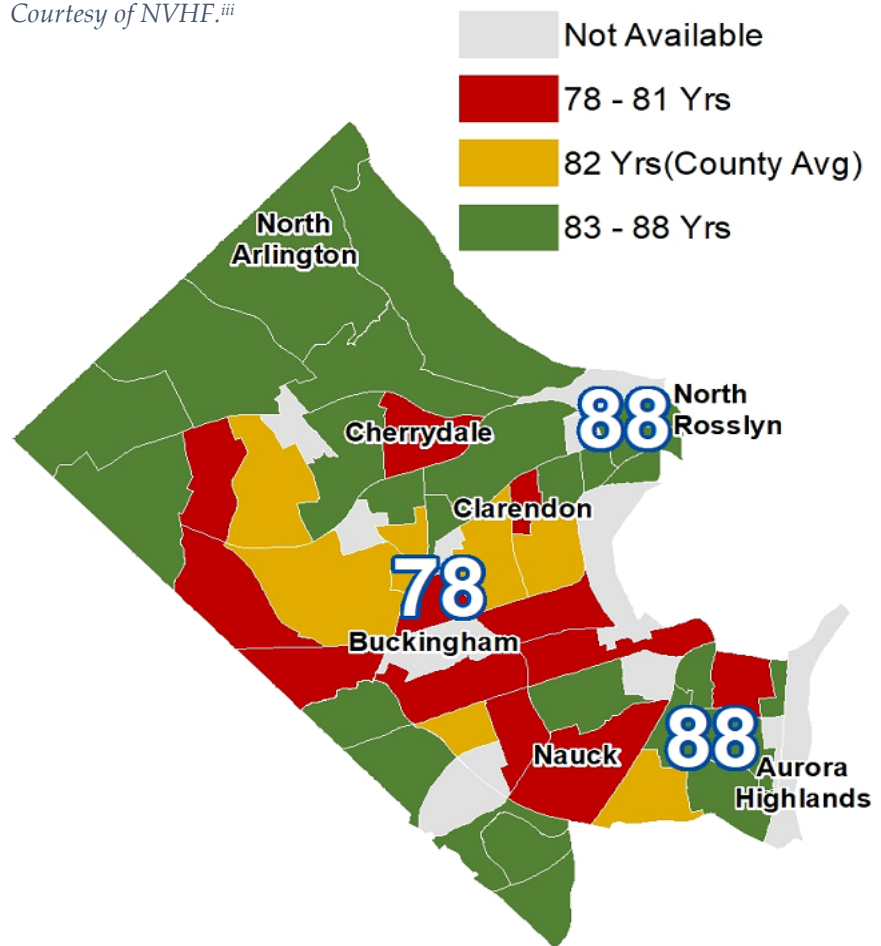 Courtesy of NVHF.iii
Not Available
78 - 81 Yrs
82 Yrs(County Avg)
83 - 88 Yrs
North
Arlington
Cherrydale
88
North
Rosslyn
Clarendon
78
Buckingham
Nauck
88
Aurora
Highlands